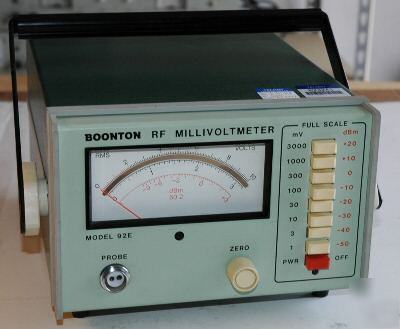 BOONTON RF MILLIVOLTMETER
RMS
VOLTS
dBm
50 Ω
MODEL 92E
PROBE
ZERO
FULL SCALE
mV dBm
3000 +20
1000 +10
300
100 -10
30 -20
10 -30
3 -40
1 -50
PWR OFF